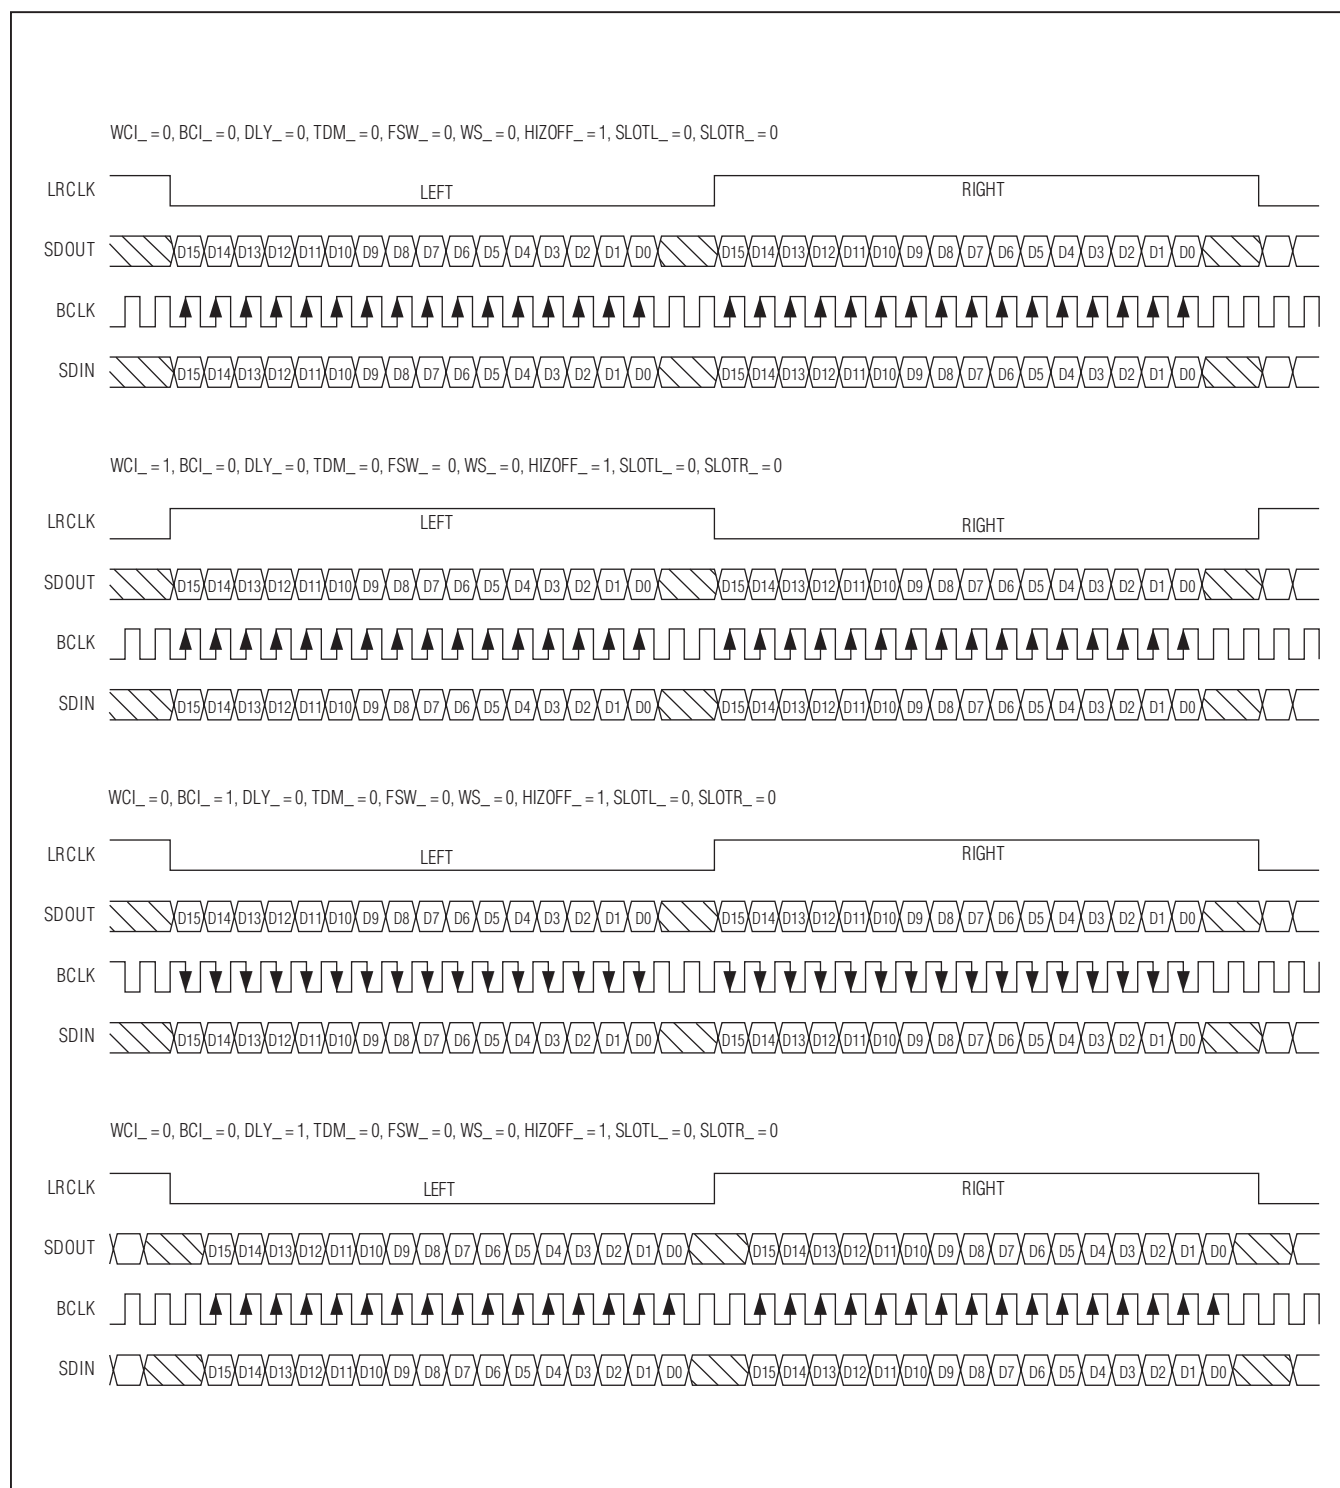 WCI_ = 0, BCI_ = 0, DLY_ = 0, TDM_ = 0, FSW_ = 0, WS_ = 0, HIZOFF_ = 1, SLOTL_ = 0, SLOTR_ = 0
LRCLK LEFT RIGHT
SDOUT D15 D14 D13 D12 D11 D10 D9 D8 D7 D6 D5 D4 D3 D2 D1 D0 D15 D14 D13 D12 D11 D10 D9 D8 D7 D6 D5 D4 D3 D2 D1 D0
BCLK
SDIN D15 D14 D13 D12 D11 D10 D9 D8 D7 D6 D5 D4 D3 D2 D1 D0 D15 D14 D13 D12 D11 D10 D9 D8 D7 D6 D5 D4 D3 D2 D1 D0
WCI_ = 1, BCI_ = 0, DLY_ = 0, TDM_ = 0, FSW_ = 0, WS_ = 0, HIZOFF_ = 1, SLOTL_ = 0, SLOTR_ = 0
LRCLK LEFT RIGHT
SDOUT D15 D14 D13 D12 D11 D10 D9 D8 D7 D6 D5 D4 D3 D2 D1 D0 D15 D14 D13 D12 D11 D10 D9 D8 D7 D6 D5 D4 D3 D2 D1 D0
BCLK
SDIN D15 D14 D13 D12 D11 D10 D9 D8 D7 D6 D5 D4 D3 D2 D1 D0 D15 D14 D13 D12 D11 D10 D9 D8 D7 D6 D5 D4 D3 D2 D1 D0
WCI_ = 0, BCI_ = 1, DLY_ = 0, TDM_ = 0, FSW_ = 0, WS_ = 0, HIZOFF_ = 1, SLOTL_ = 0, SLOTR_ = 0
LRCLK LEFT RIGHT
SDOUT D15 D14 D13 D12 D11 D10 D9 D8 D7 D6 D5 D4 D3 D2 D1 D0 D15 D14 D13 D12 D11 D10 D9 D8 D7 D6 D5 D4 D3 D2 D1 D0
BCLK
SDIN D15 D14 D13 D12 D11 D10 D9 D8 D7 D6 D5 D4 D3 D2 D1 D0 D15 D14 D13 D12 D11 D10 D9 D8 D7 D6 D5 D4 D3 D2 D1 D0
WCI_ = 0, BCI_ = 0, DLY_ = 1, TDM_ = 0, FSW_ = 0, WS_ = 0, HIZOFF_ = 1, SLOTL_ = 0, SLOTR_ = 0
LRCLK LEFT RIGHT
SDOUT D15 D14 D13 D12 D11 D10 D9 D8 D7 D6 D5 D4 D3 D2 D1 D0 D15 D14 D13 D12 D11 D10 D9 D8 D7 D6 D5 D4 D3 D2 D1 D0
BCLK
SDIN D15 D14 D13 D12 D11 D10 D9 D8 D7 D6 D5 D4 D3 D2 D1 D0 D15 D14 D13 D12 D11 D10 D9 D8 D7 D6 D5 D4 D3 D2 D1 D0